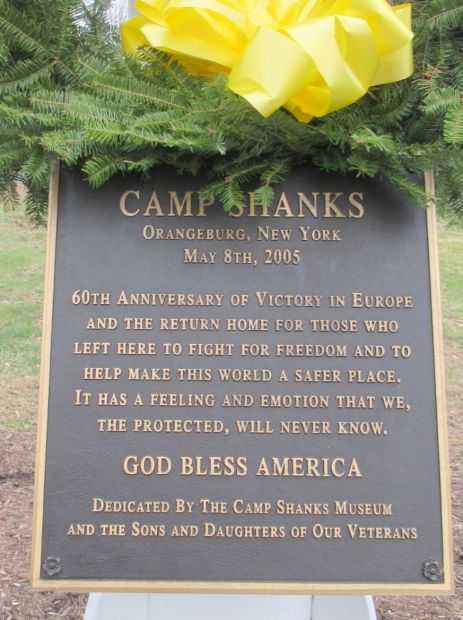 CAMP SHANKS
ORANGEBURG, NEW YORK
MAY 8TH, 2005
60TH ANNIVERSARY OF VICTORY IN EUROPE
AND THE RETURN HOME FOR THOSE WHO
LEFT HERE TO FIGHT FOR FREEDOM AND TO
HELP MAKE THIS WORLD A SAFER PLACE.
IT HAS A FEELING AND EMOTION THAT WE,
THE PROTECTED, WILL NEVER KNOW.
GOD BLESS AMERICA
DEDICATED BY THE CAMP SHANKS MUSEUM
AND THE SONS AND DAUGHTERS OF OUR VETERANS